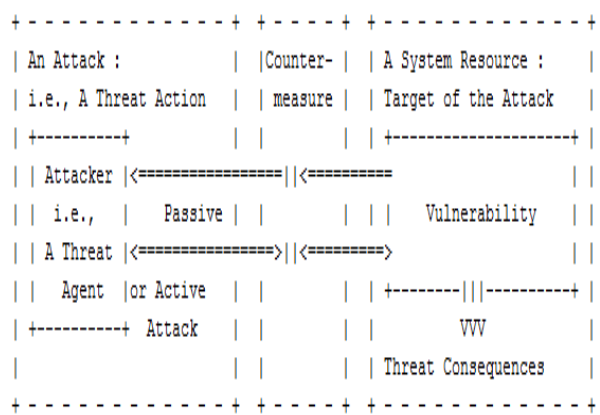 + - - - - - - - - - - - - + + - - - - + + - - - - - - - - - - - - +
| An Attack : | |Counter- | | A System Resource : |
| i.e., A Threat Action | | measure | | Target of the Attack |
| +----------+ | | | | +---------------------+ |
| | Attacker |<=================||<========== | |
| | i.e., | Passive | | | | | Vulnerability | |
| | A Threat |<================>||<=========> | |
| | Agent |or Active | | | | +--------|||----------+ |
| +----------+ Attack | | | | VVV |
| | | | | Threat Consequences |
+ - - - - - - - - - - - - + + - - - - + + - - - - - - - - - - - - +